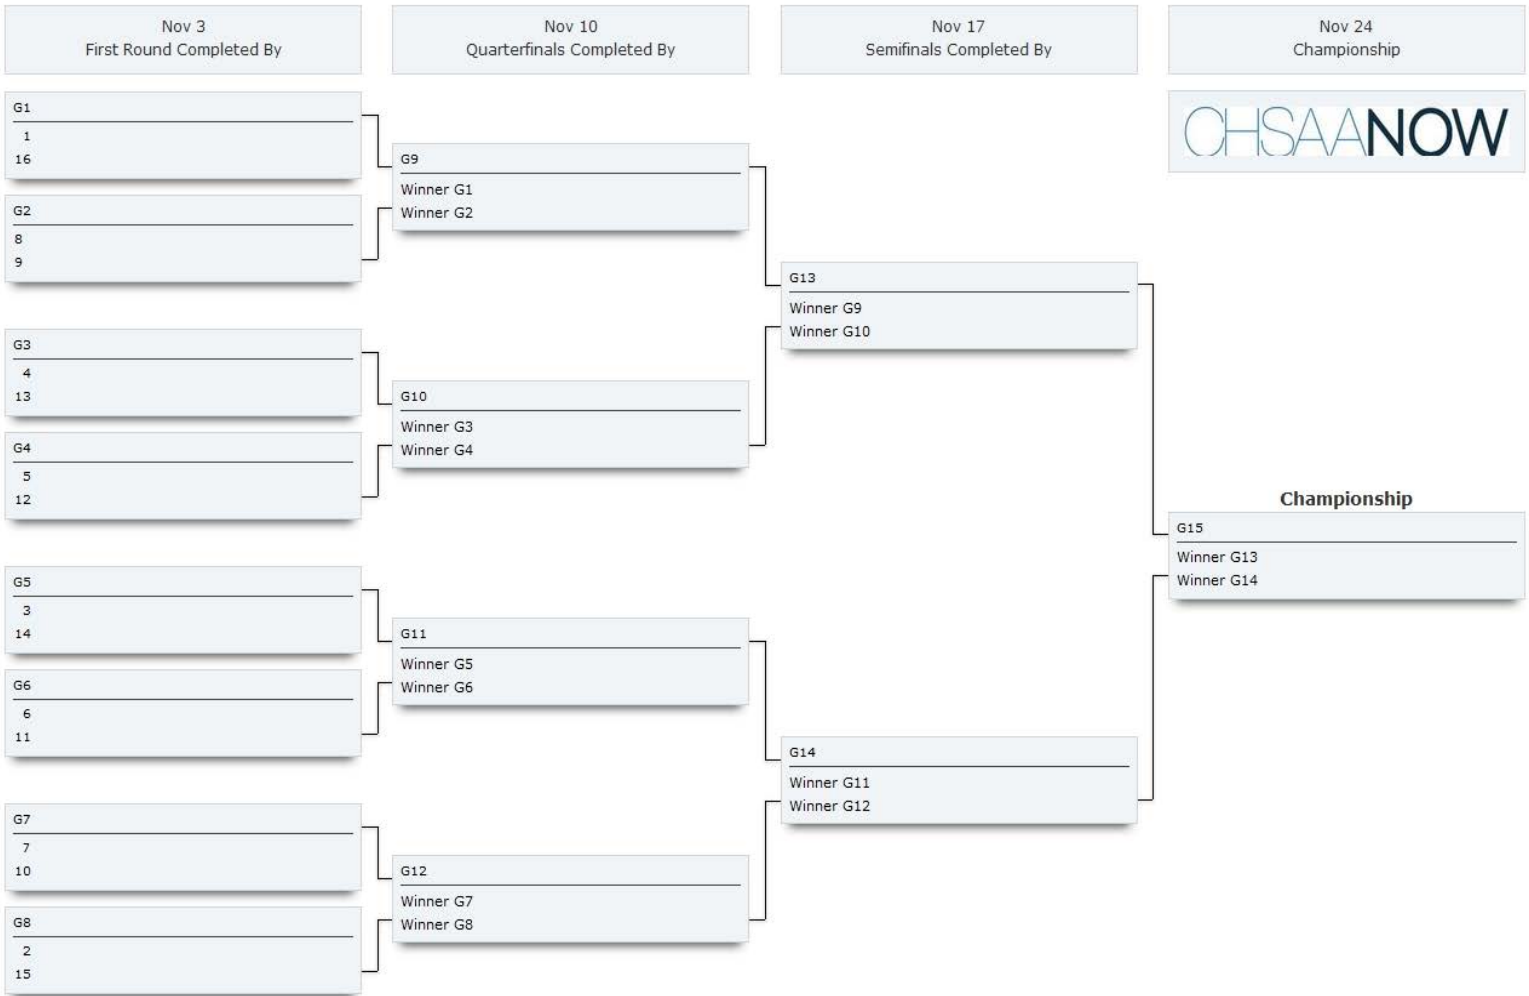 Nov 3
First Round Completed By
Nov 10
Quarterfinals Completed By
Nov 17
Semifinals Completed By
Nov 24
Championship
CHSAANOW
G1
1
16
G2
8
9
G3
4
13
G4
5
12
G5
3
14
G6
6
11
G7
7
10
G8
2
15
G9
Winner G1
Winner G2
G10
Winner G3
Winner G4
G11
Winner G5
Winner G6
G12
Winner G7
Winner G8
G13
Winner G9
Winner G10
G14
Winner G11
Winner G12
Championship
G15
Winner G13
Winner G14